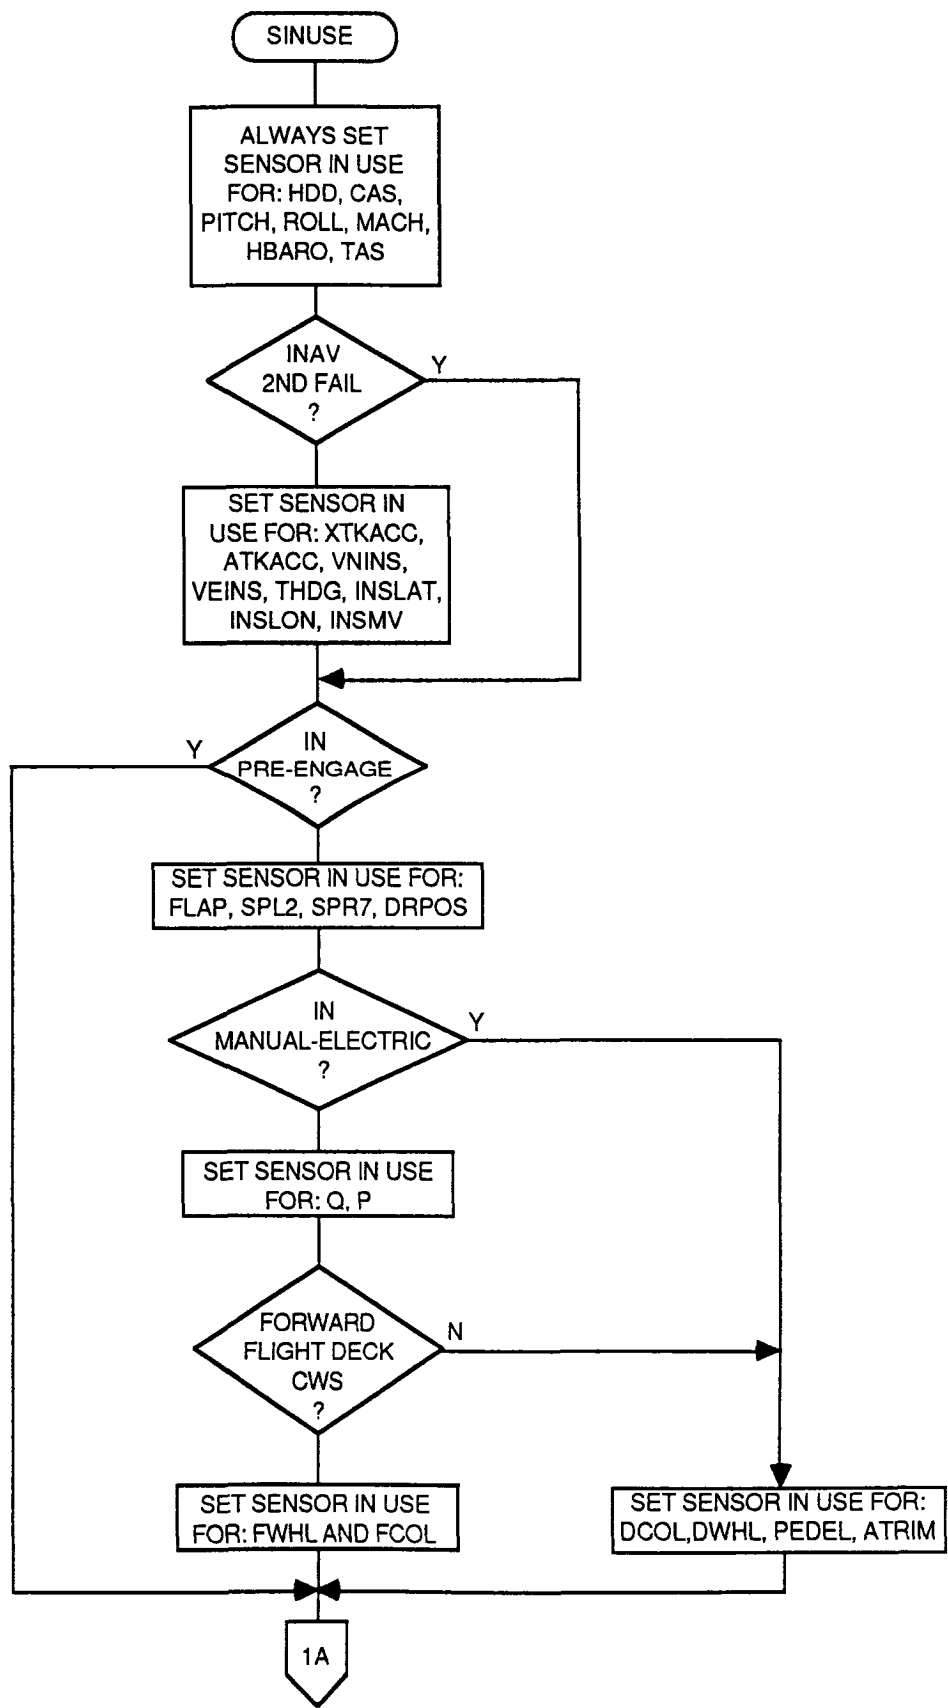 SINUSE
ALWAYS SET
SENSOR IN USE
FOR: HDD, CAS,
PITCH, ROLL, MACH,
HBARO, TAS
INAV
2ND FAIL
?
Y
SET SENSOR IN
USE FOR: XTKACC,
ATKACC, VNINS,
VEINS, THDG, INSLAT,
INSLON, INSMV
Y
IN
PRE-ENGAGE
?
SET SENSOR IN USE FOR:
FLAP, SPL2, SPR7, DRPOS
IN
MANUAL-ELECTRIC
?
Y
SET SENSOR IN USE
FOR: Q, P
FORWARD
FLIGHT DECK
CWS
?
N
SET SENSOR IN USE
FOR: FWHL AND FCOL
SET SENSOR IN USE FOR:
DCOL,DWHL, PEDEL, ATRIM
1A